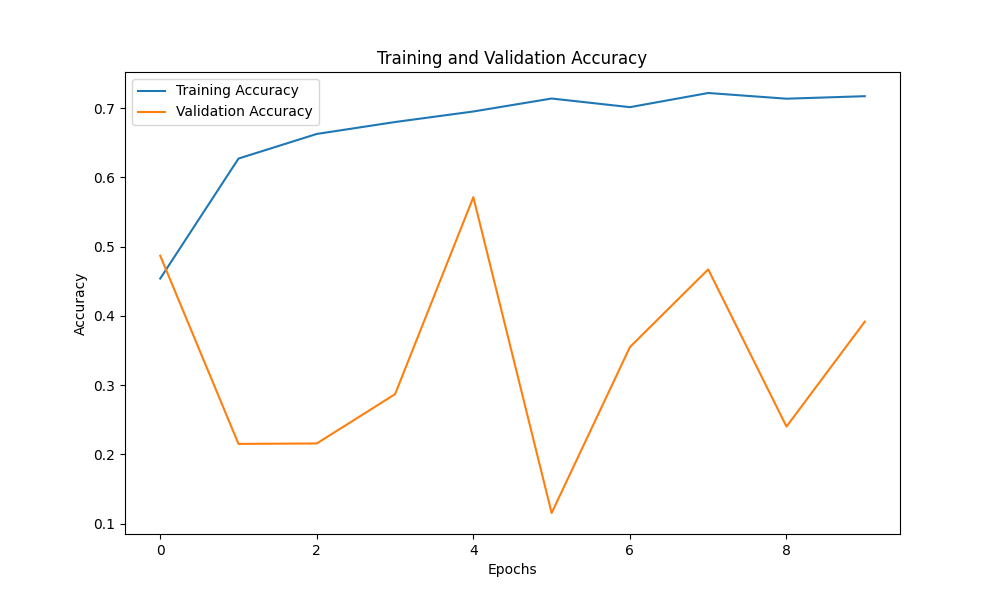 Training and Validation Accuracy
Training Accuracy
Validation Accuracy
Accuracy
0.7
0.6
0.5
0.4
0.3
0.2
0.1
0 2 4 6 8
Epochs